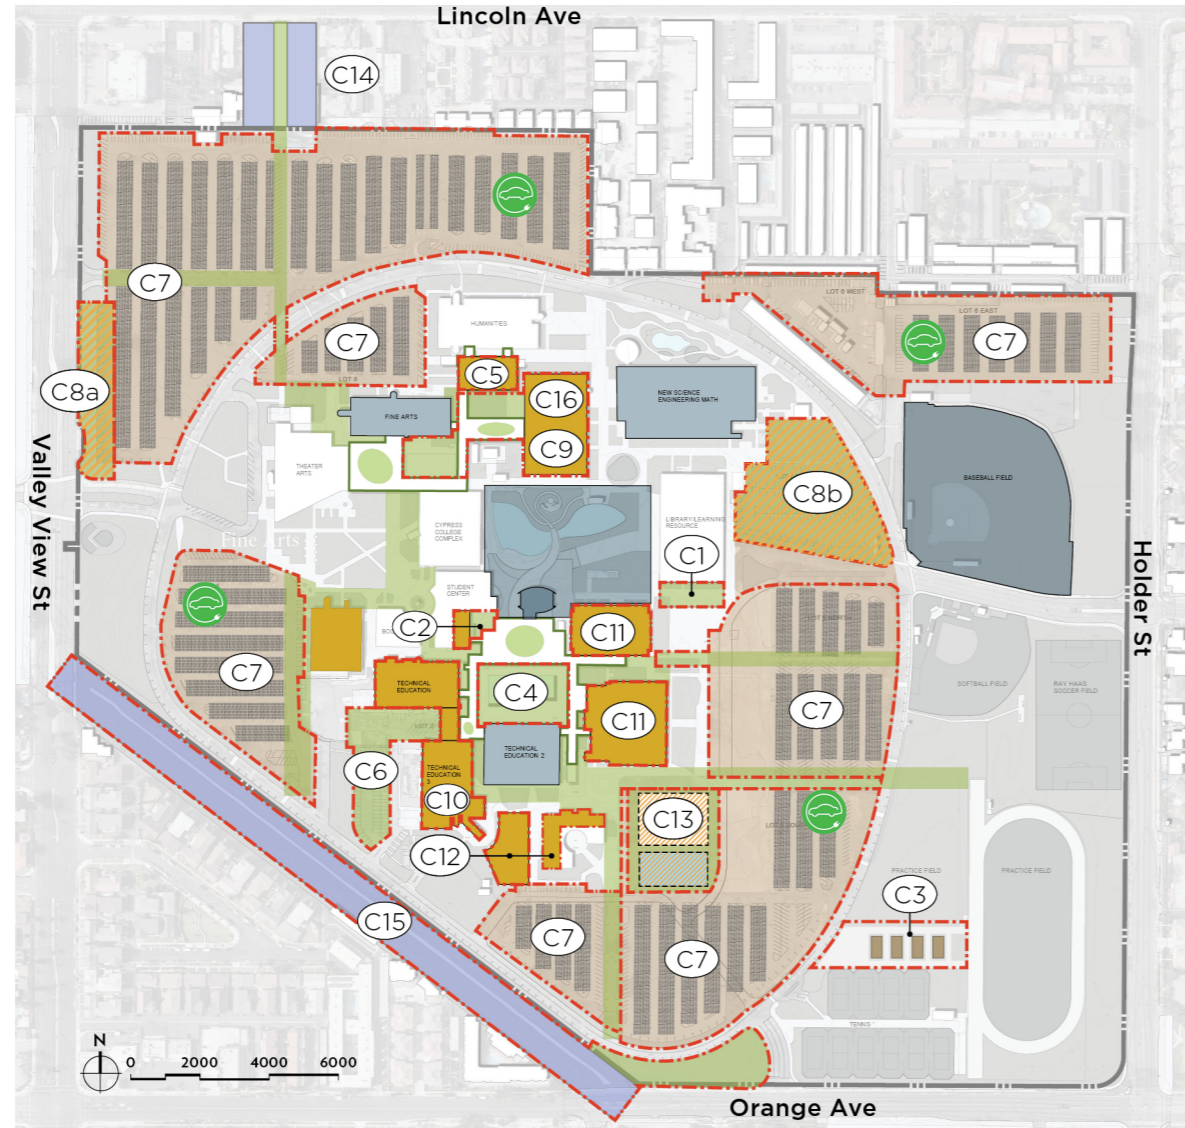 Lincoln Ave
C14
C7
LOT 6 WEST
LOT 6 EAST
C7
HUMANITIES
C7
LOT 8
C5
C8a
C16
NEW SCIENCE
ENGINEERING MATH
FINE ARTS
C9
THEATER
ARTS
Valley View St
C8b
BASEBALL FIELD
LIBRARY/LEARNING
RESOURCE
CYPRESS
COLLEGE
COMPLEX
Fine Arts
C1
Holder St
STUDENT
CENTER
C2
C11
C7
TECHNICAL
EDUCATION
C4
SOFTBALL FIELD
RAY HAAS
SOCCER FIELD
C11
C7
TECHNICAL
EDUCATION 2
C6
TECHNICAL
EDUCATION
3
C10
C13
C12
PRACTICE FIELD
PRACTICE FIELD
C3
C15
C7
C7
TENNIS
N
0 2000 4000 6000
Orange Ave